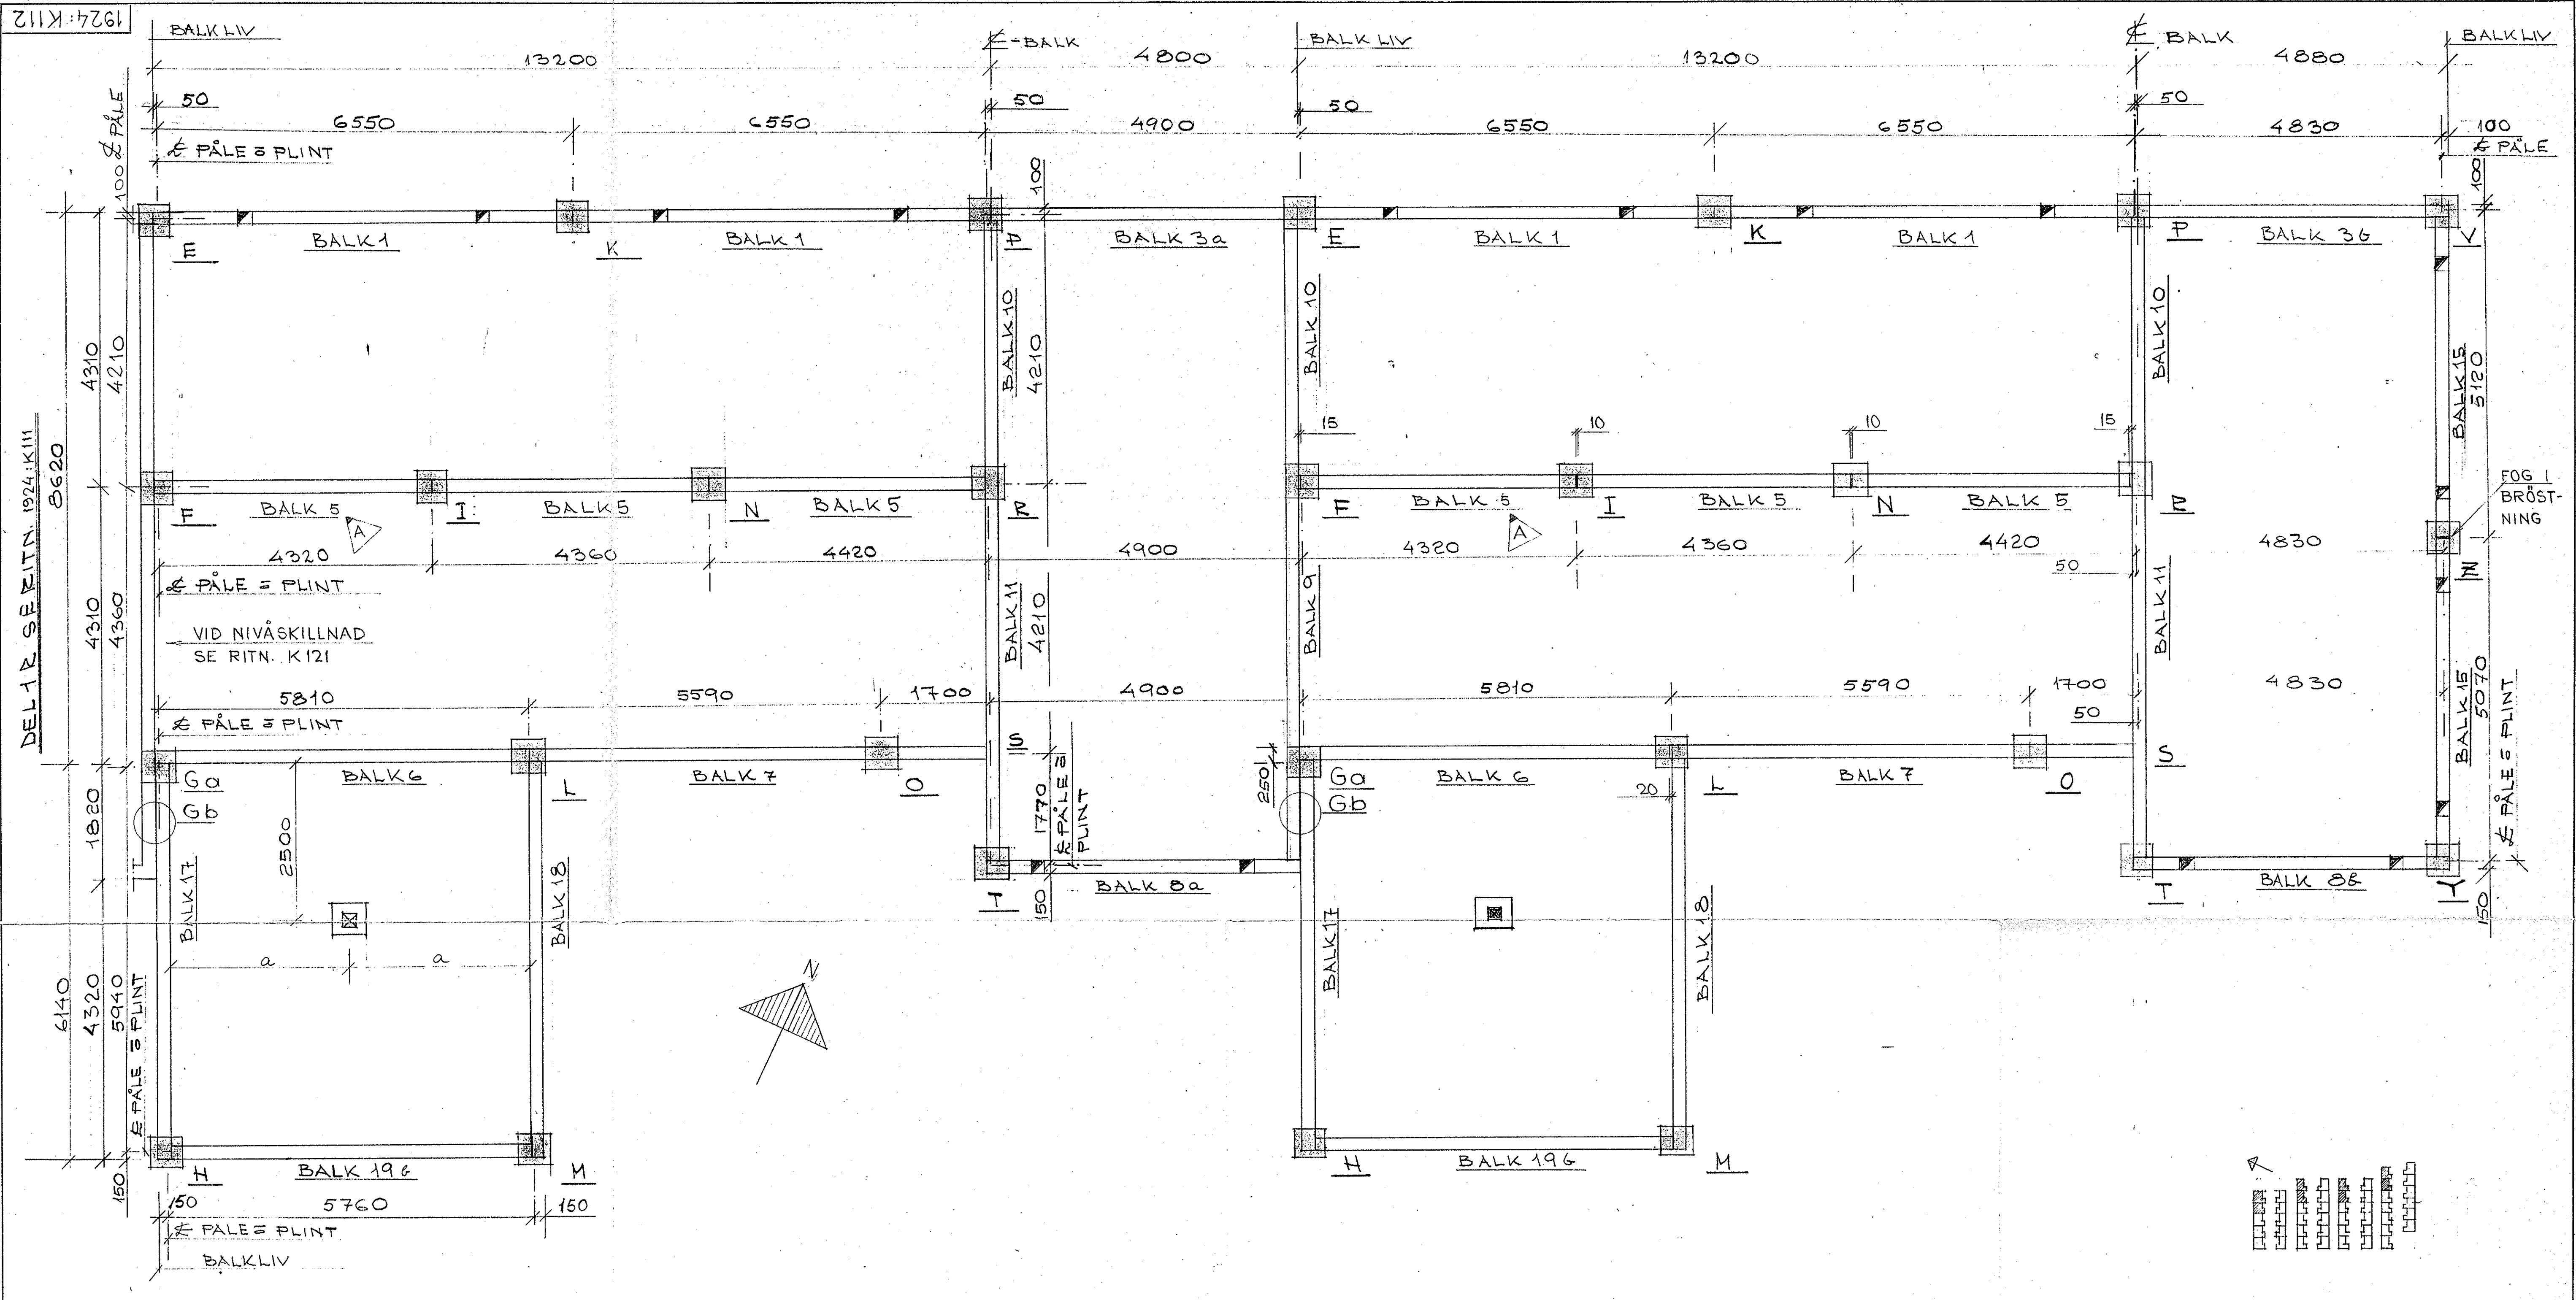 1924:K112
BALKLIV
℄-BALK
BALK LIV
℄ BALK
BALKLIV
13200
4800
13200
4880
50
50
50
50
6550
6550
4900
6550
6550
4830
100
℄ PÅLE
100 ℄ PÅLE
℄ PÅLE = PLINT
100
100
E
BALK 1
K
BALK 1
P
BALK 3a
E
BALK 1
K
BALK 1
P
BALK 3b
V
DEL 1R SE RITN 1924:K111
8620
4310
4210
BALK 10
4210
BALK 10
BALK 10
BALK 15
5120
15
10
10
15
FOG I
BRÖST-
NING
F
BALK 5
I
BALK 5
N
BALK 5
R
F
BALK 5
I
BALK 5
N
BALK 5
R
A
A
4320
4360
4420
4900
4320
4360
4420
4830
50
Z
℄ PÅLE = PLINT
4310
4360
VID NIVÅSKILLNAD
SE RITN. K121
BALK 11
4210
BALK 9
BALK 11
5810
5590
1700
4900
5810
5590
1700
4830
50
℄ PÅLE = PLINT
BALK 15
5070
℄ PÅLE = PLINT
S
S
Ga
BALK 6
L
BALK 7
O
250
Ga
BALK 6
L
BALK 7
O
Gb
Gb
20
1820
2500
1770
℄ PÅLE =
PLINT
T
150
BALK 8a
T
BALK 8b
Y
150
BALK 17
BALK 18
BALK 17
BALK 18
a
a
N
6140
4320
5940
℄ PÅLE = PLINT
H
BALK 19b
M
H
BALK 19b
M
150
150
5760
150
℄ PÅLE = PLINT
BALKLIV